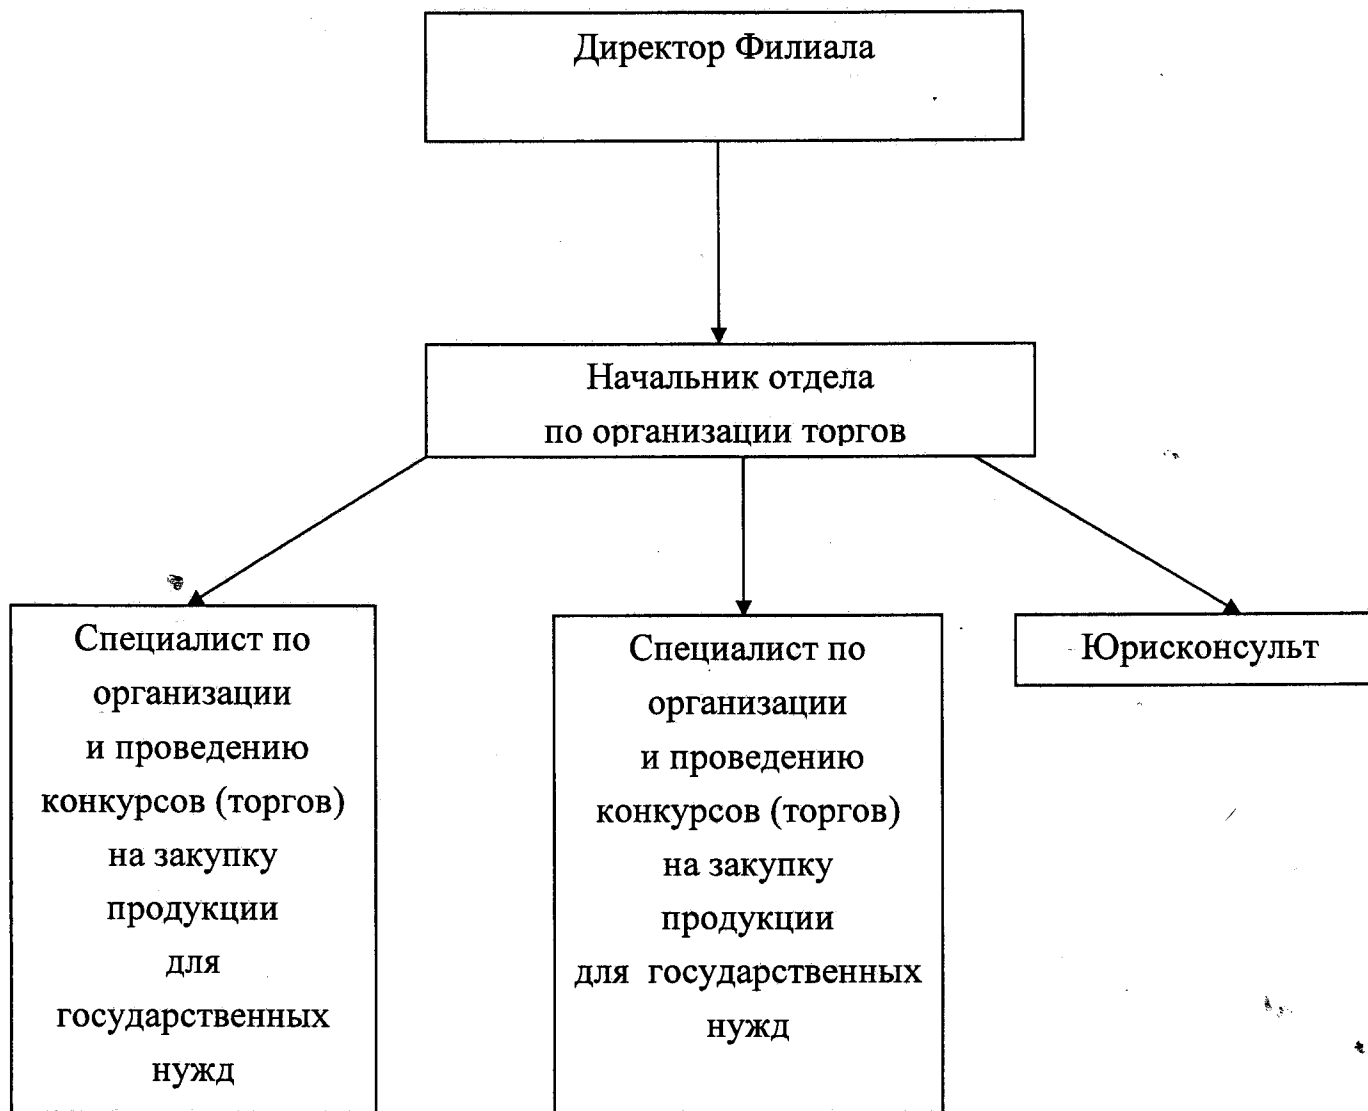 Директор Филиала
Начальник отдела
по организации торгов
Специалист по
организации
и проведению
конкурсов (торгов)
на закупку
продукции
для
государственных
нужд
Специалист по
организации
и проведению
конкурсов (торгов)
на закупку
продукции
для государственных
нужд
Юрисконсульт